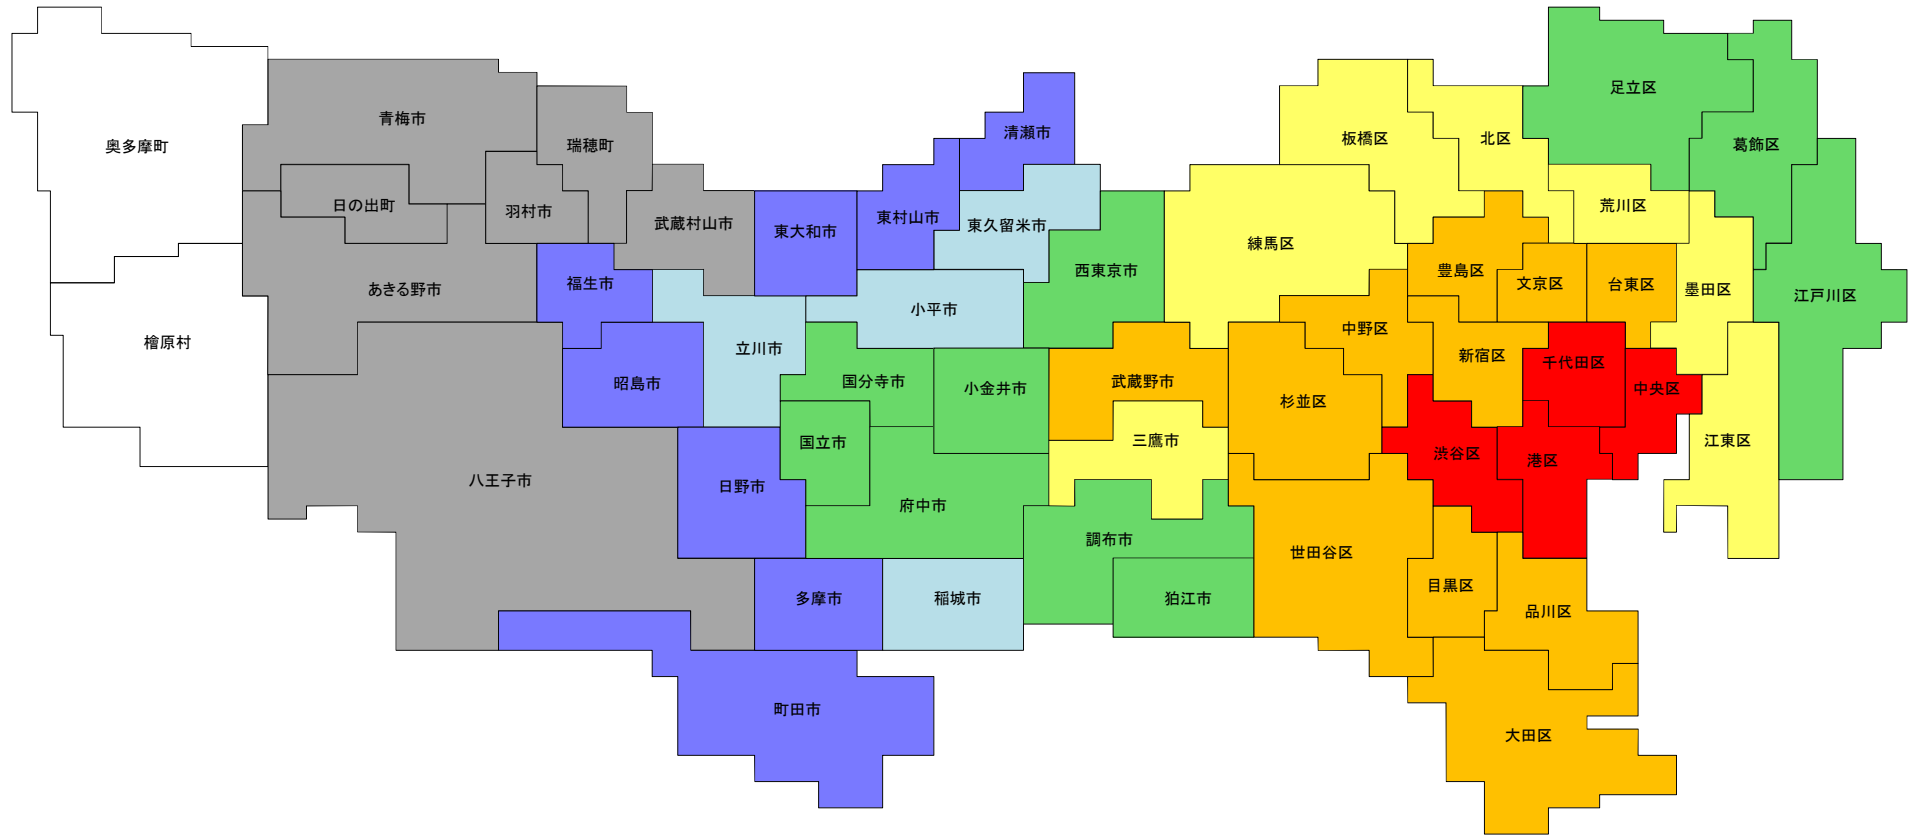 足立区
青梅市
清瀬市
板橋区
北区
葛飾区
奥多摩町
瑞穂町
日の出町
羽村市
武蔵村山市
東大和市
東村山市
東久留米市
荒川区
練馬区
西東京市
豊島区
文京区
台東区
墨田区
江戸川区
あきる野市
福生市
小平市
檜原村
立川市
中野区
新宿区
千代田区
昭島市
国分寺市
小金井市
武蔵野市
杉並区
中央区
国立市
三鷹市
渋谷区
港区
江東区
八王子市
日野市
府中市
調布市
世田谷区
目黒区
多摩市
稲城市
狛江市
品川区
町田市
大田区